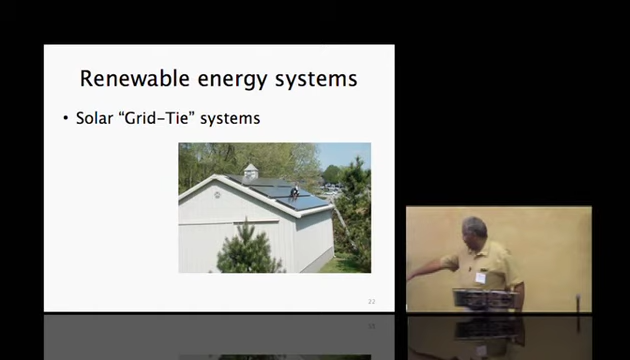 Renewable energy systems
• Solar “Grid-Tie” systems
22